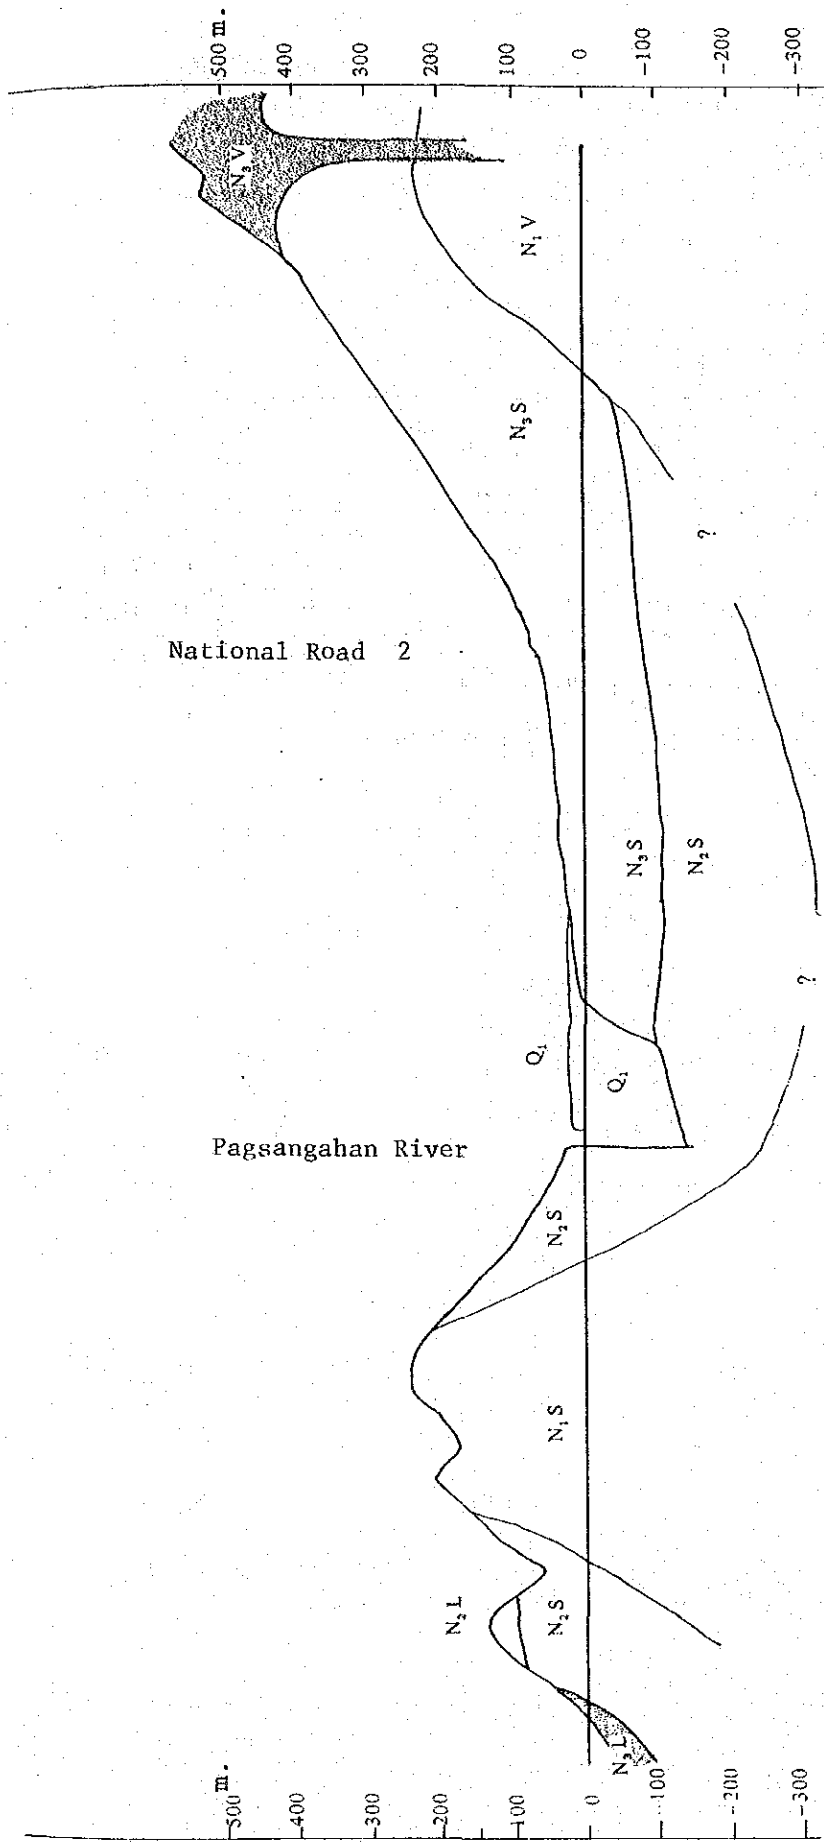 500 m.
400
300
200
100
0
-100
-200
-300
N₃V
N₁V
N₃S
?
National Road 2
N₃S
N₂S
?
Q₁
Q₁
Pagsangahan River
N₂S
N₁S
N₂L
N₂S
N₃L
m.
500
400
300
200
100
0
-100
-200
-300